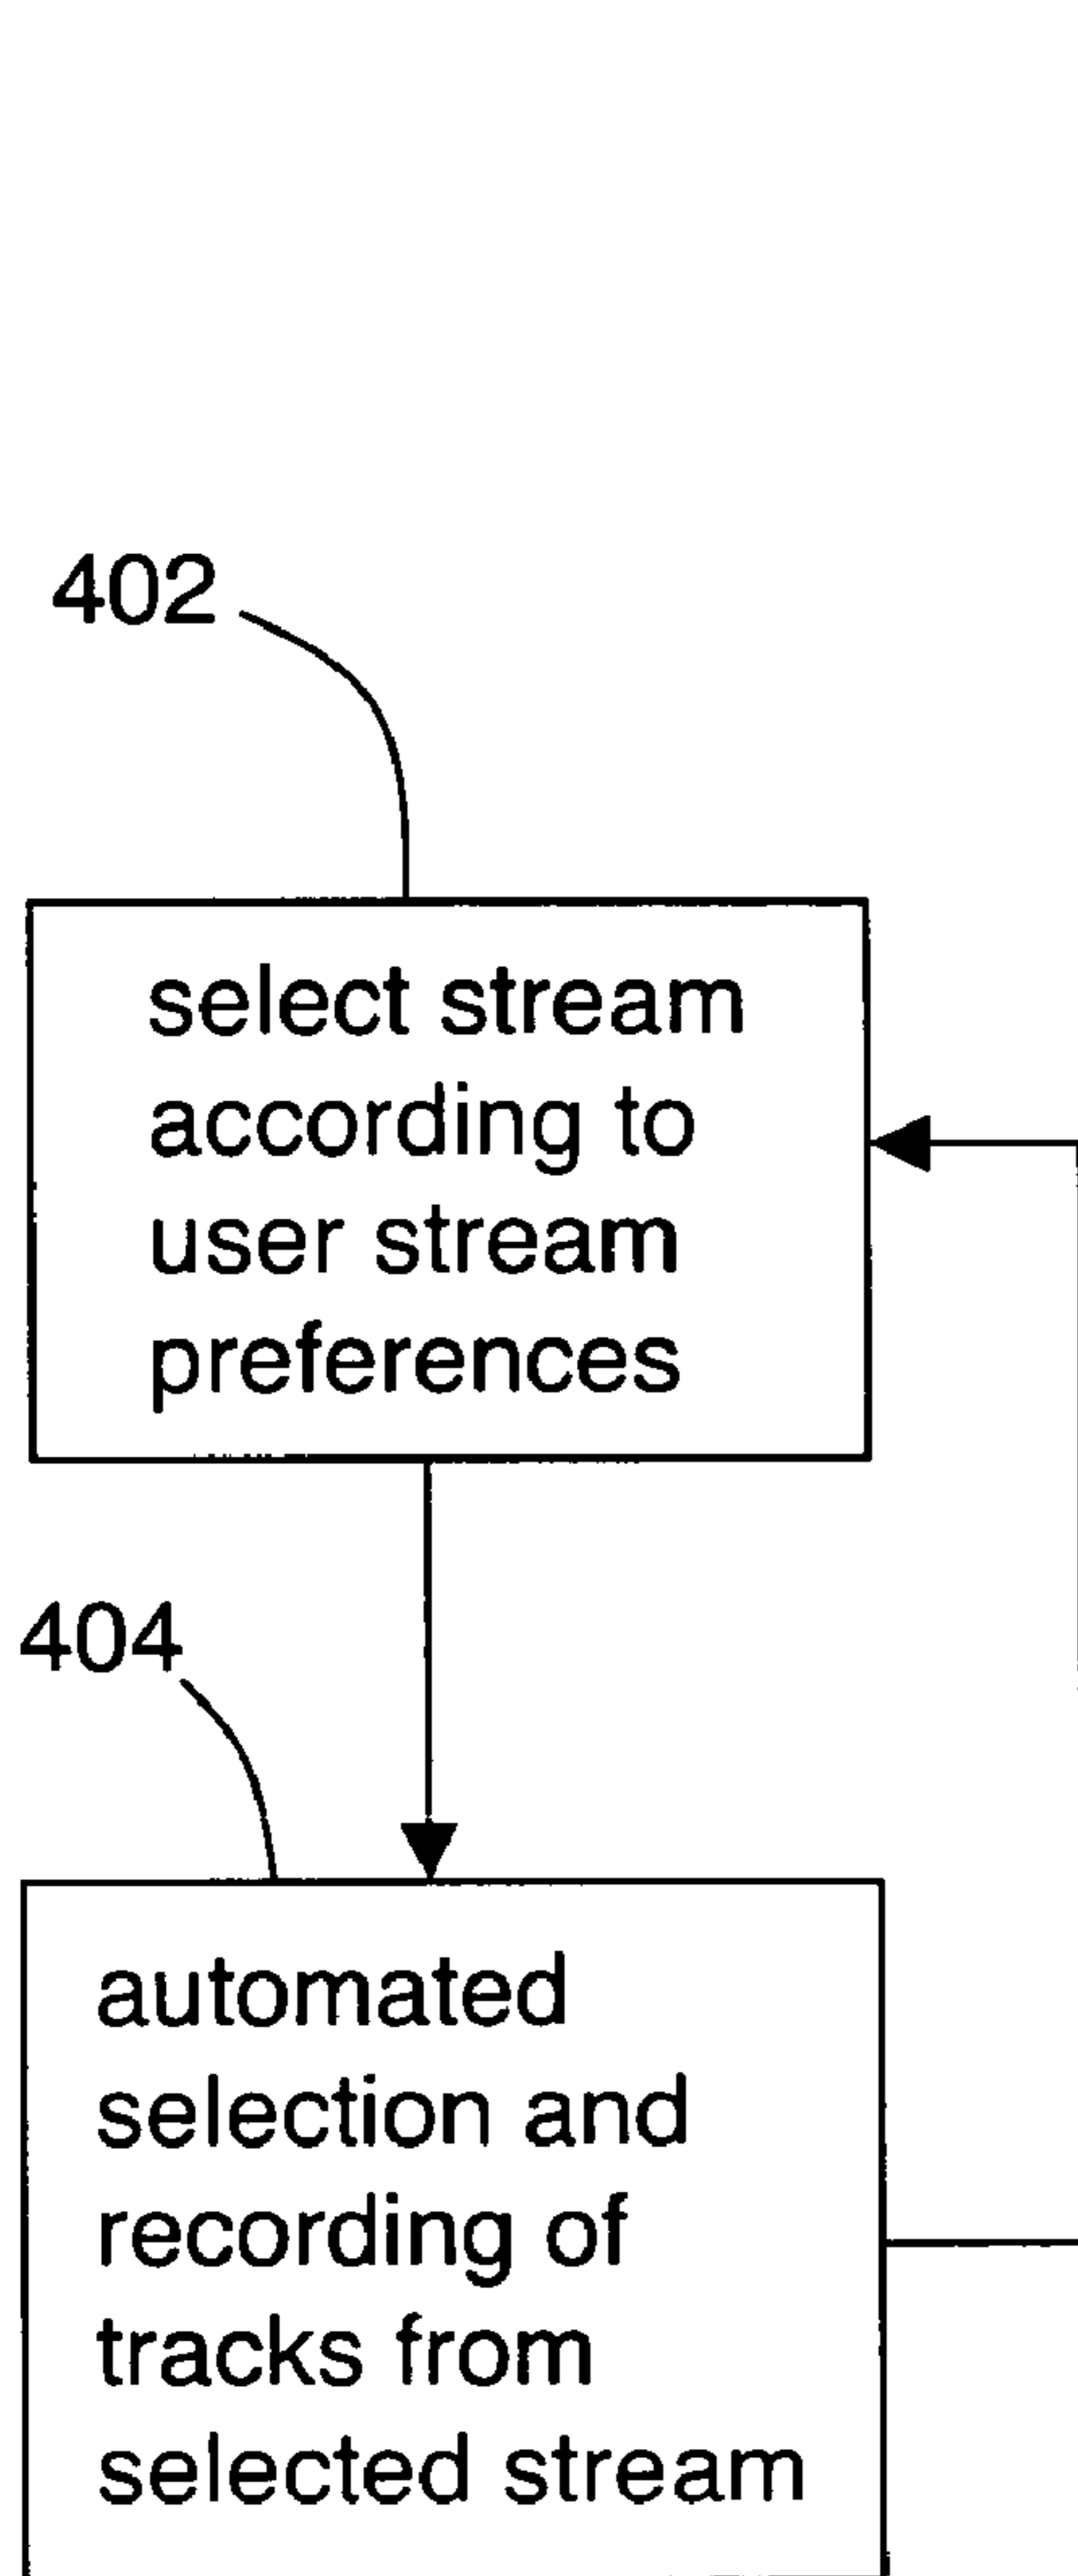 402
select stream
according to
user stream
preferences
404
automated
selection and
recording of
tracks from
selected stream